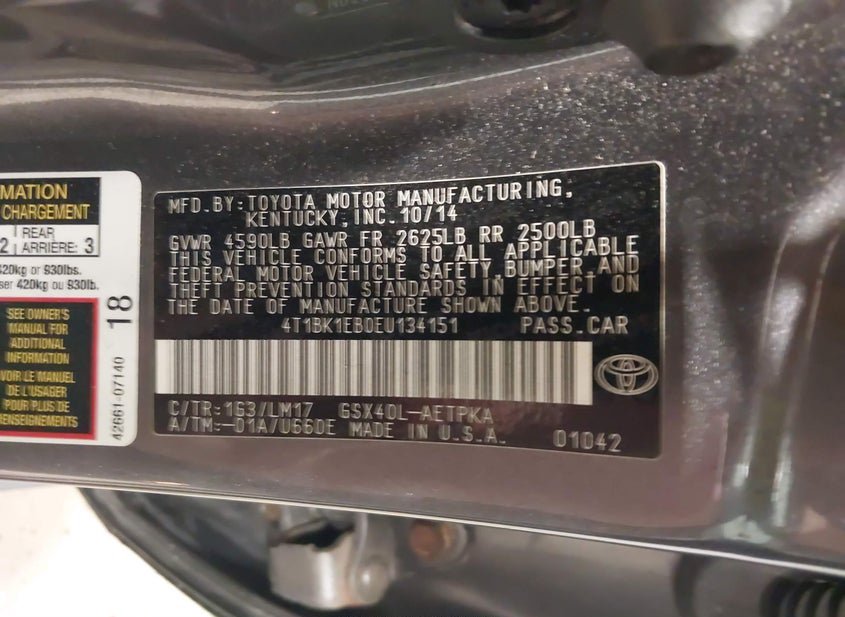 MATION
CHARGEMENT
REAR
2 ARRIÈRE: 3
420kg or 930lbs.
ser 420kg ou 930lb.
SEE OWNER'S
MANUAL FOR
ADDITIONAL
INFORMATION
VOIR LE MANUEL
DE L'USAGER
POUR PLUS DE
RENSEIGNEMENTS
18
42661-07140
MFD. BY: TOYOTA MOTOR MANUFACTURING,
KENTUCKY, INC. 10/14
GVWR 4590LB GAWR FR 2625LB RR 2500LB
THIS VEHICLE CONFORMS TO ALL APPLICABLE
FEDERAL MOTOR VEHICLE SAFETY, BUMPER, AND
THEFT PREVENTION STANDARDS IN EFFECT ON
THE DATE OF MANUFACTURE SHOWN ABOVE.
4T1BK1EB0EU134151 PASS.CAR
C/TR: 1G3/LM17 GSX40L-AETPKA
A/TM: -01A/U660E MADE IN U.S.A. 01042